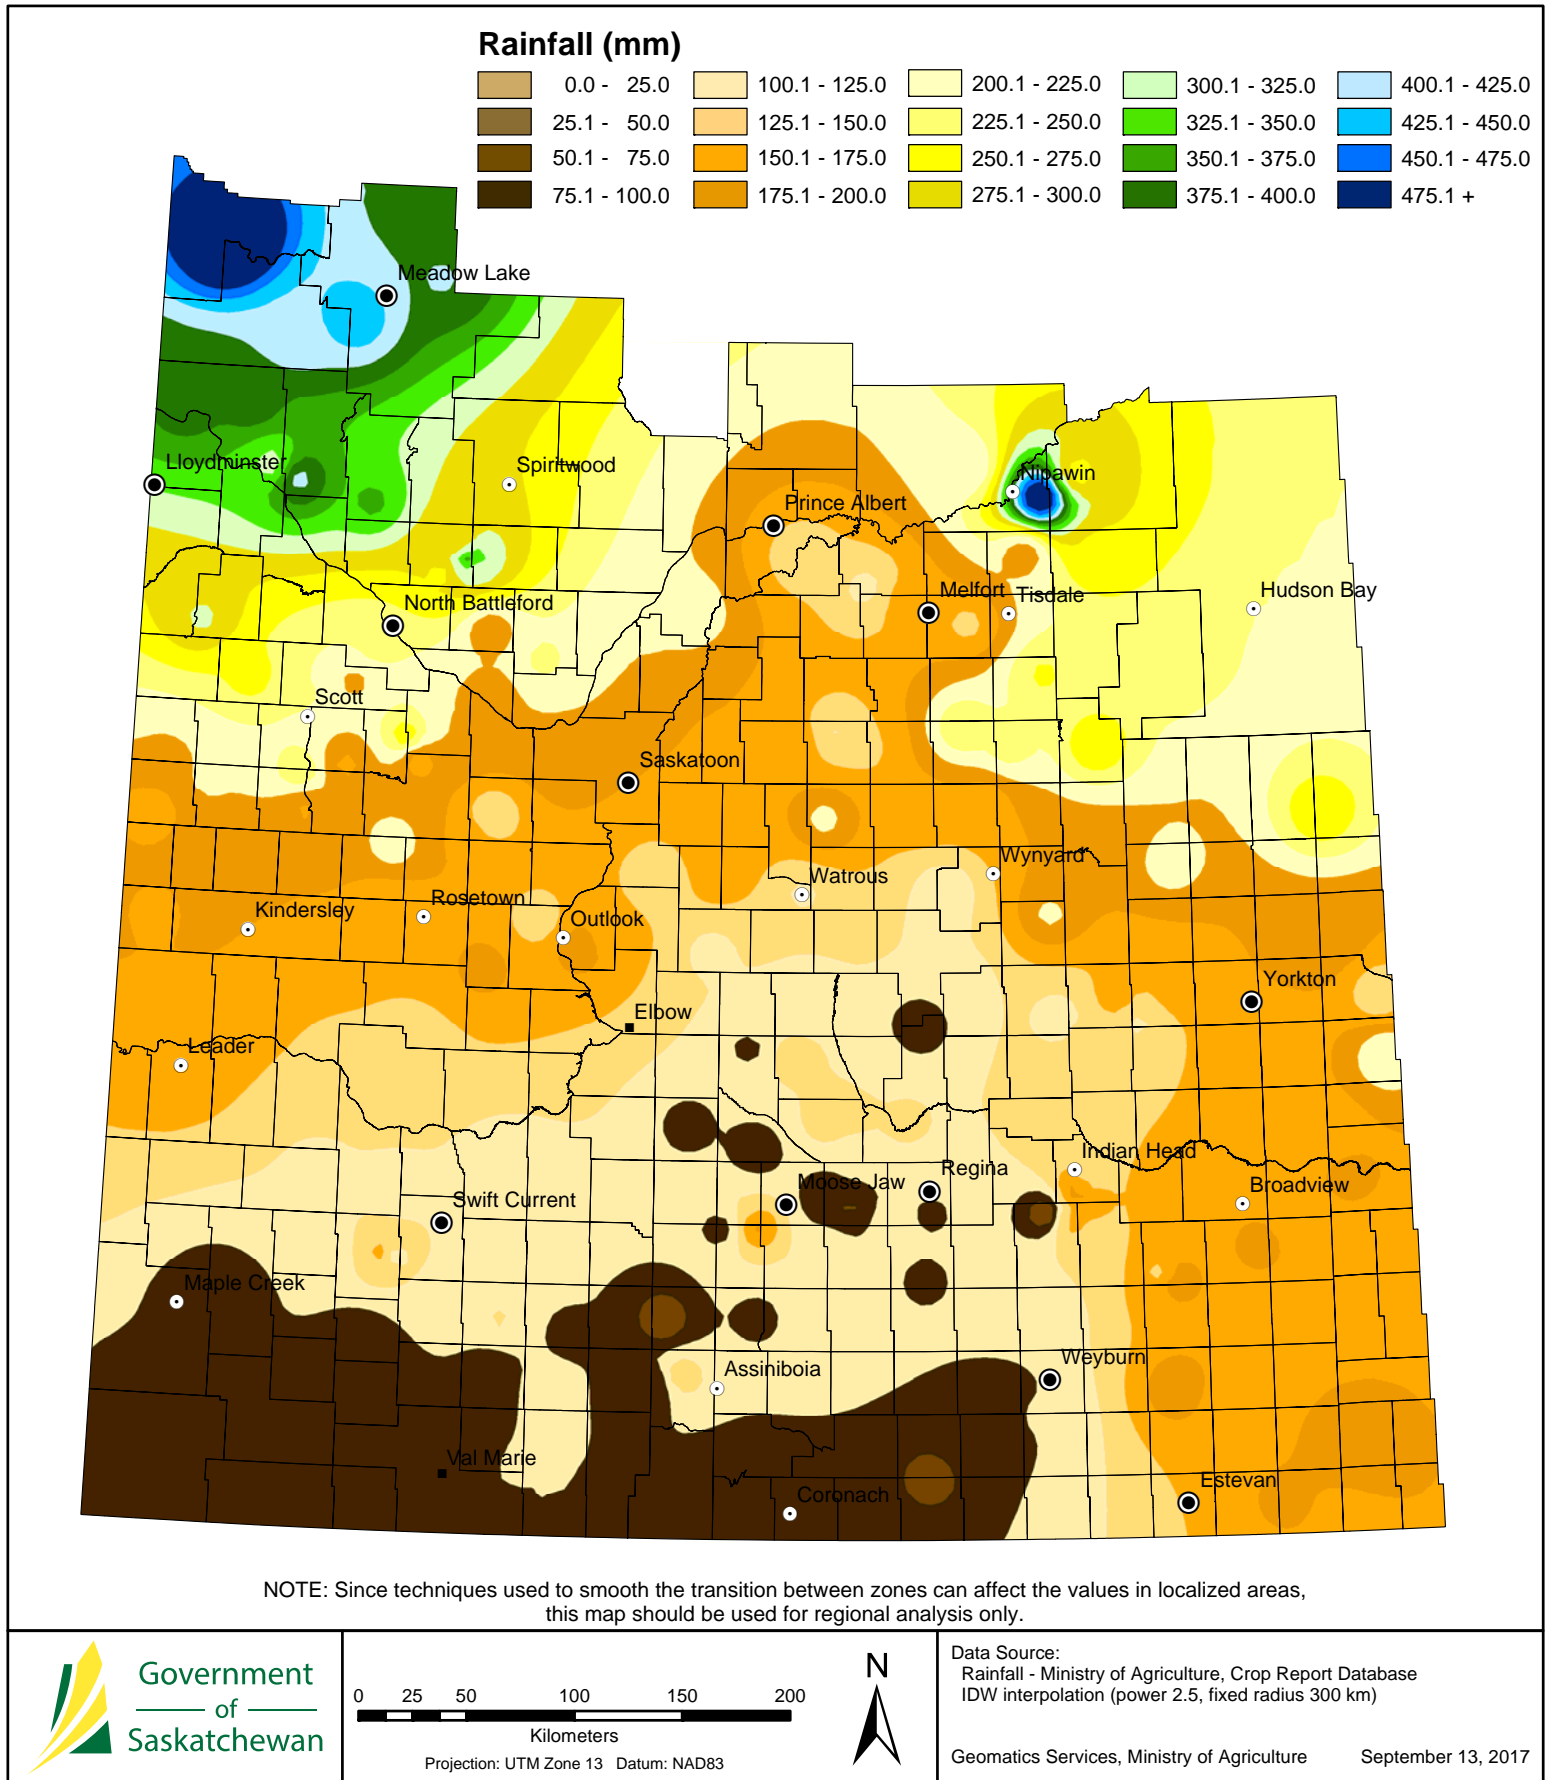 Rainfall (mm)
0.0 - 25.0
25.1 - 50.0
50.1 - 75.0
75.1 - 100.0
100.1 - 125.0
125.1 - 150.0
150.1 - 175.0
175.1 - 200.0
200.1 - 225.0
225.1 - 250.0
250.1 - 275.0
275.1 - 300.0
300.1 - 325.0
325.1 - 350.0
350.1 - 375.0
375.1 - 400.0
400.1 - 425.0
425.1 - 450.0
450.1 - 475.0
475.1 +
Meadow Lake
Lloydminster
Spiritwood
Nipawin
Prince Albert
Hudson Bay
North Battleford
Melfort
Tisdale
Scott
Saskatoon
Wynyard
Watrous
Rosetown
Kindersley
Outlook
Yorkton
Elbow
Leader
Indian Head
Regina
Moose Jaw
Broadview
Swift Current
Maple Creek
Weyburn
Assiniboia
Val Marie
Estevan
Coronach
NOTE: Since techniques used to smooth the transition between zones can affect the values in localized areas,
this map should be used for regional analysis only.
Government
of
Saskatchewan
0 25 50 100 150 200
Kilometers
Projection: UTM Zone 13 Datum: NAD83
N
Data Source:
Rainfall - Ministry of Agriculture, Crop Report Database
IDW interpolation (power 2.5, fixed radius 300 km)
Geomatics Services, Ministry of Agriculture September 13, 2017